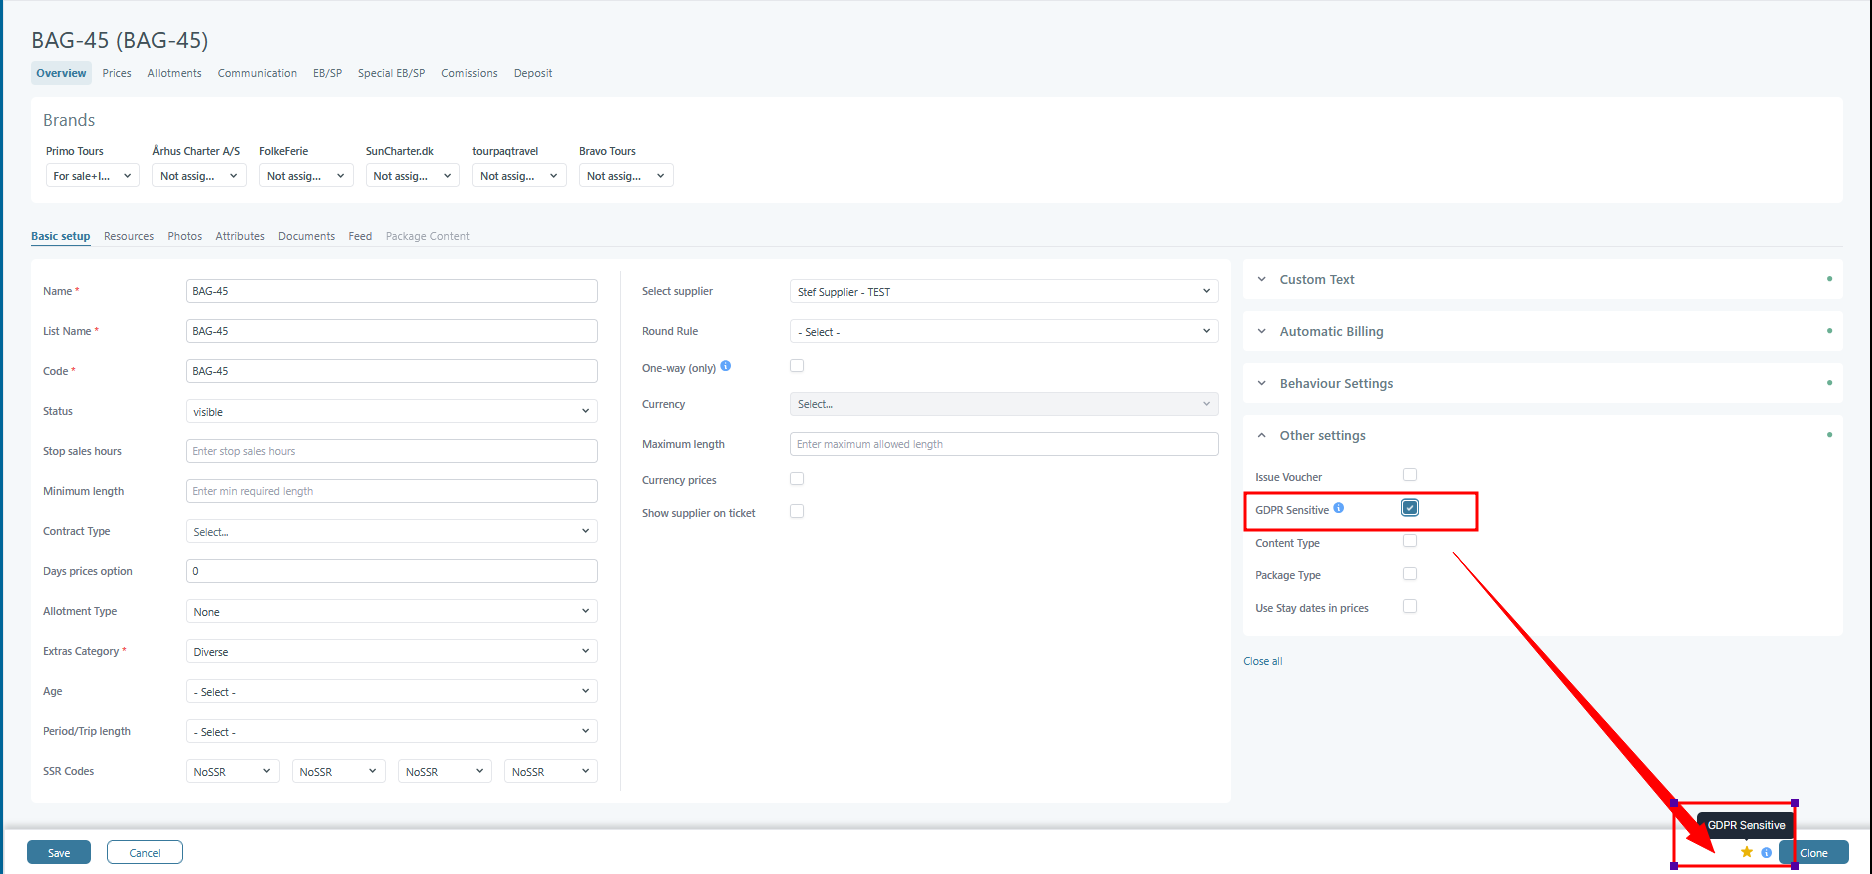 BAG-45 (BAG-45)
Overview Prices Allotments Communication EB/SP Special EB/SP Comissions Deposit
Brands
Primo Tours Århus Charter A/S FolkeFerie SunCharter.dk tourpaqtravel Bravo Tours
For sale+I... Not assig... Not assig... Not assig... Not assig... Not assig...
Basic setup Resources Photos Attributes Documents Feed Package Content
Name * BAG-45
List Name * BAG-45
Code * BAG-45
Status visible
Stop sales hours Enter stop sales hours
Minimum length Enter min required length
Contract Type Select...
Days prices option 0
Allotment Type None
Extras Category * Diverse
Age - Select -
Period/Trip length - Select -
SSR Codes NoSSR NoSSR NoSSR NoSSR
Select supplier Stef Supplier - TEST
Round Rule - Select -
One-way (only)
Currency Select...
Maximum length Enter maximum allowed length
Currency prices
Show supplier on ticket
Custom Text
Automatic Billing
Behaviour Settings
Other settings
Issue Voucher
GDPR Sensitive
Content Type
Package Type
Use Stay dates in prices
Close all
GDPR Sensitive
Save Cancel Clone